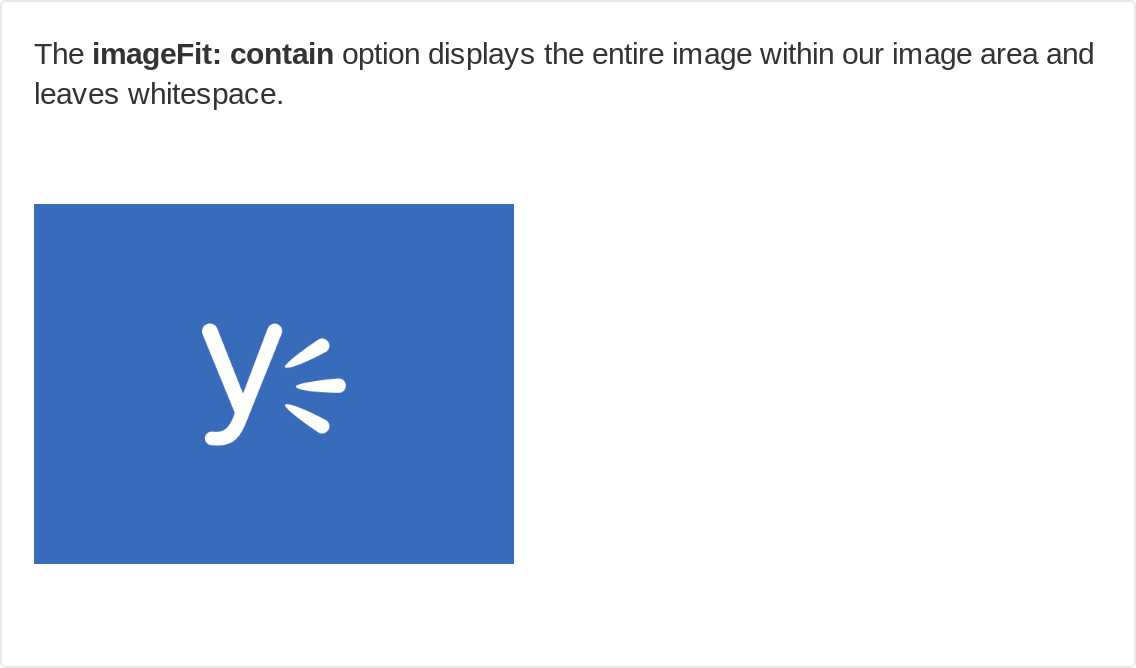 The imageFit: contain option displays the entire image within our image area and
leaves whitespace.
y